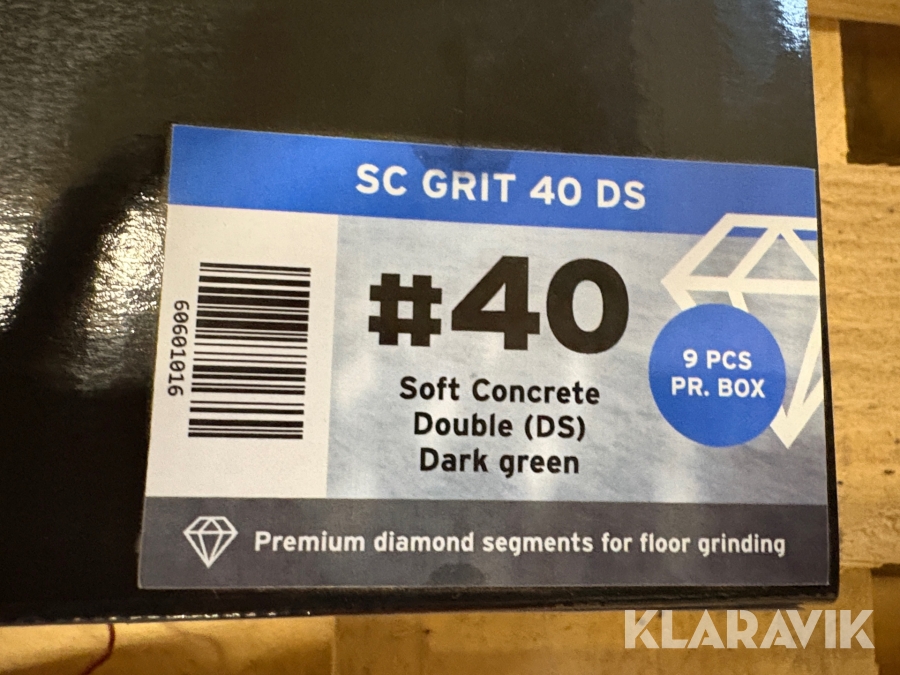 SC GRIT 40 DS
60601016
#40
Soft Concrete
Double (DS)
Dark green
9 PCS
PR. BOX
Premium diamond segments for floor grinding
KLARAVIK